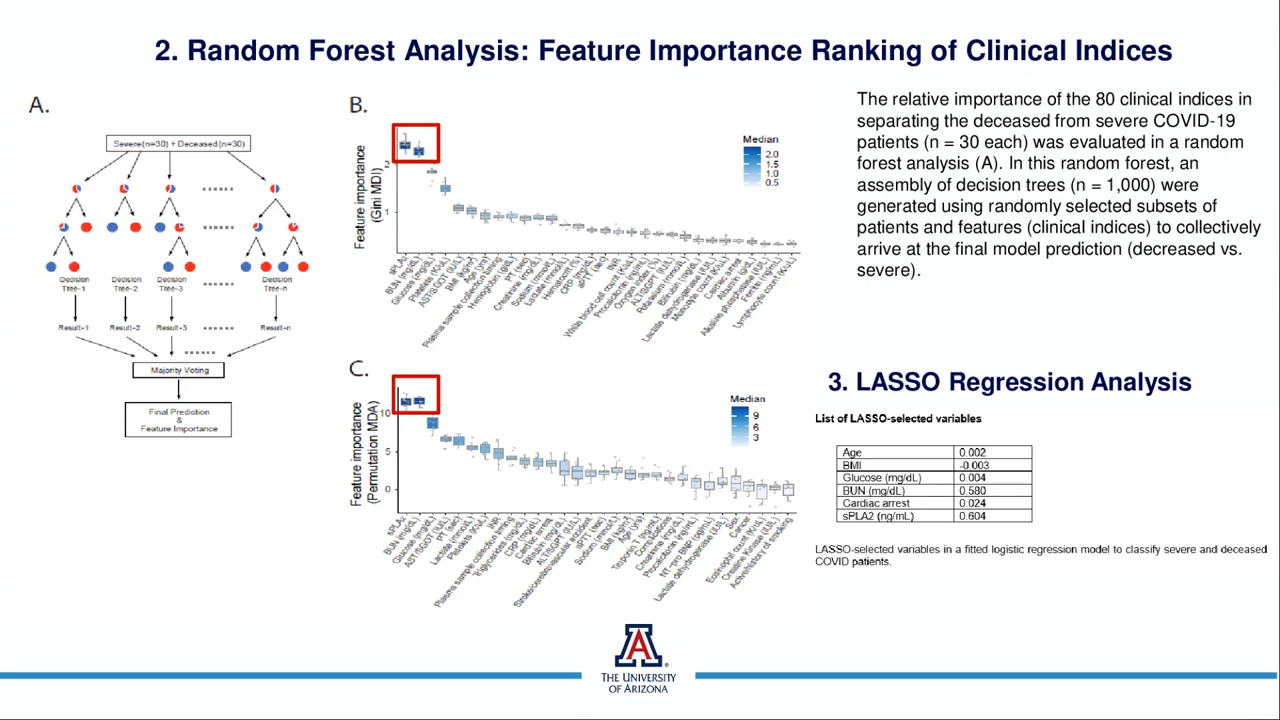 2. Random Forest Analysis: Feature Importance Ranking of Clinical Indices
A.
Severe(n=30) + Deceased(n=30)
Decision Tree-1
Decision Tree-2
Decision Tree-3
Decision Tree-n
Result-1
Result-2
Result-3
Result-n
Majority Voting
Final Prediction
&
Feature Importance
B.
Feature importance
(Gini MDI)
2
1
Median
2.0
1.5
1.0
0.5
BUN (mg/dL)
Glucose (mg/dL)
Platelets (K/uL)
AST/SGOT (IU/L)
BMI (kg/m²)
Age (yrs)
Plasma sample collection timing
Hemoglobin (g/dL)
PT (sec)
Creatinine (mg/dL)
Sodium (mmol/L)
Lactate (mmol/L)
Hematocrit (%)
CRP (mg/L)
INR
White blood cell count (K/uL)
Procalcitonin (ng/mL)
Oxygen index (%)
ALT/SGPT (IU/L)
Potassium (mmol/L)
Bilirubin (mg/dL)
Lactate dehydrogenase (IU/L)
Monocyte count (K/uL)
Cardiac arrest
Albumin (g/dL)
Alkaline phosphatase (IU/L)
Ferritin (ng/mL)
Lymphocyte count (K/uL)
C.
Feature importance
(Permutation MDA)
10
5
0
Median
9
6
3
BUN (mg/dL)
Glucose (mg/dL)
AST/SGOT (IU/L)
PT (sec)
Lactate (mmol/L)
Platelets (K/uL)
INR
Plasma sample collection timing
Triglycerides (mg/dL)
CRP (mg/L)
Cardiac arrest
Bilirubin (mg/dL)
ALT/SGPT (IU/L)
Stroke/cerebrovascular accident
aPTT (sec)
Sodium (mmol/L)
BMI (kg/m²)
Age (yrs)
Troponin T (ng/mL)
Complications
Creatinine (mg/dL)
Procalcitonin (ng/mL)
NT-pro BNP (pg/mL)
Lactate dehydrogenase (IU/L)
Sex
Cancer
Eosinophil count (K/uL)
Creatine kinase (IU/L)
Active/history of smoking
The relative importance of the 80 clinical indices in
separating the deceased from severe COVID-19
patients (n = 30 each) was evaluated in a random
forest analysis (A). In this random forest, an
assembly of decision trees (n = 1,000) were
generated using randomly selected subsets of
patients and features (clinical indices) to collectively
arrive at the final model prediction (decreased vs.
severe).
3. LASSO Regression Analysis
List of LASSO-selected variables
Age 0.002
BMI -0.003
Glucose (mg/dL) 0.004
BUN (mg/dL) 0.580
Cardiac arrest 0.024
sPLA2 (ng/mL) 0.604
LASSO-selected variables in a fitted logistic regression model to classify severe and deceased
COVID patients.
A
THE UNIVERSITY
OF ARIZONA